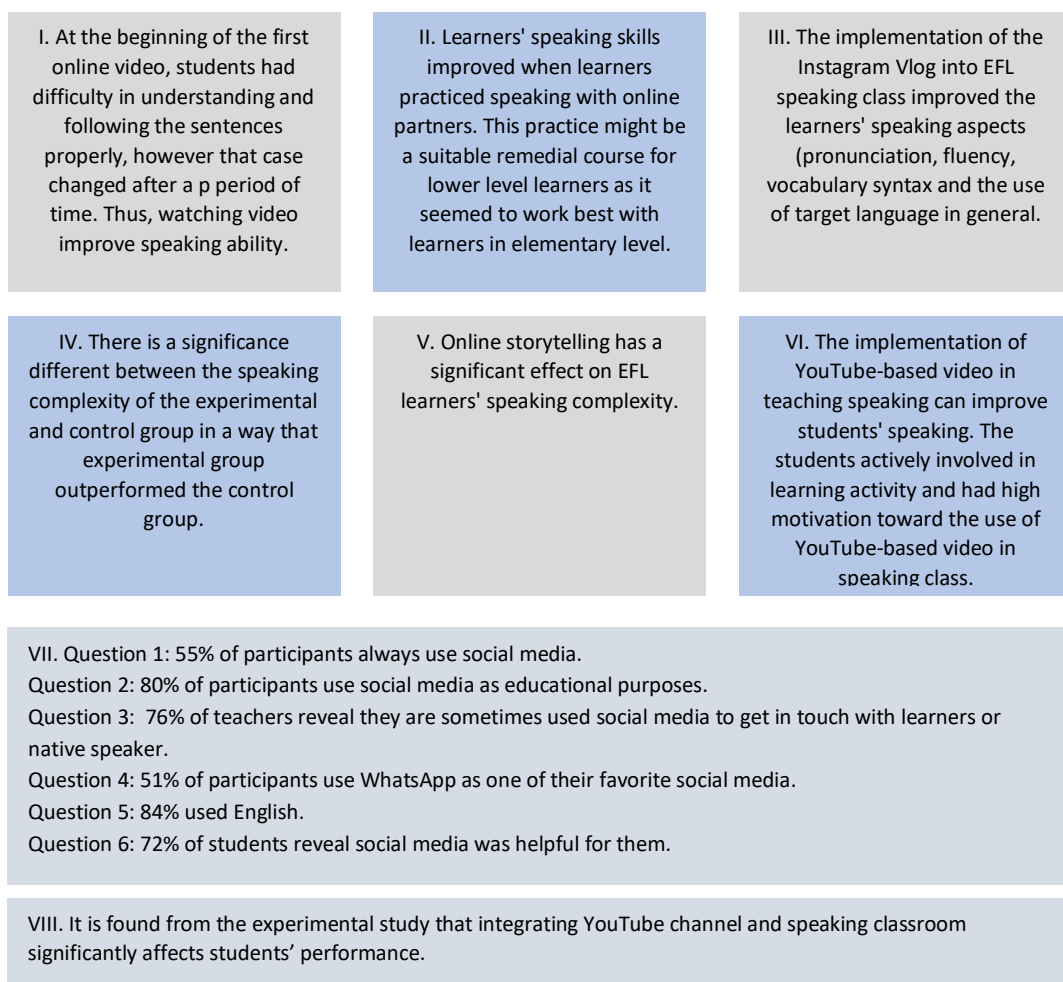 I. At the beginning of the first
online video, students had
difficulty in understanding and
following the sentences
properly, however that case
changed after a p period of
time. Thus, watching video
improve speaking ability.
II. Learners' speaking skills
improved when learners
practiced speaking with online
partners. This practice might be
a suitable remedial course for
lower level learners as it
seemed to work best with
learners in elementary level.
III. The implementation of the
Instagram Vlog into EFL
speaking class improved the
learners' speaking aspects
(pronunciation, fluency,
vocabulary syntax and the use
of target language in general.
IV. There is a significance
different between the speaking
complexity of the experimental
and control group in a way that
experimental group
outperformed the control
group.
V. Online storytelling has a
significant effect on EFL
learners' speaking complexity.
VI. The implementation of
YouTube-based video in
teaching speaking can improve
students' speaking. The
students actively involved in
learning activity and had high
motivation toward the use of
YouTube-based video in
speaking class.
VII. Question 1: 55% of participants always use social media.
Question 2: 80% of participants use social media as educational purposes.
Question 3:  76% of teachers reveal they are sometimes used social media to get in touch with learners or
native speaker.
Question 4: 51% of participants use WhatsApp as one of their favorite social media.
Question 5: 84% used English.
Question 6: 72% of students reveal social media was helpful for them.
VIII. It is found from the experimental study that integrating YouTube channel and speaking classroom
significantly affects students’ performance.